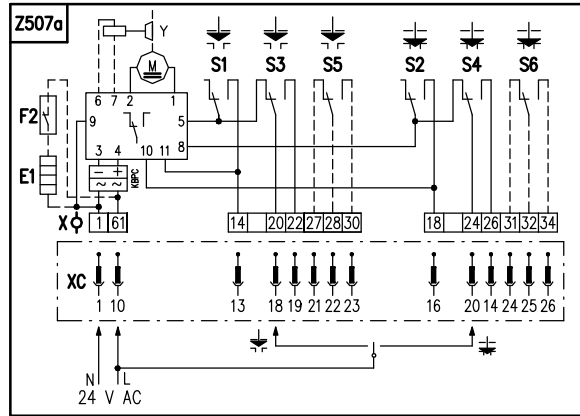 Z507a
Y
M
S1 S3 S5 S2 S4 S6
6 7 2 1
F2
9 5
8
3 4 10 11
E1
− +
~ ~
KBPC
X 1 61 14 20 22 27 28 30 18 24 26 31 32 34
XC
1 10 13 18 19 21 22 23 16 20 14 24 25 26
N L
24 V AC